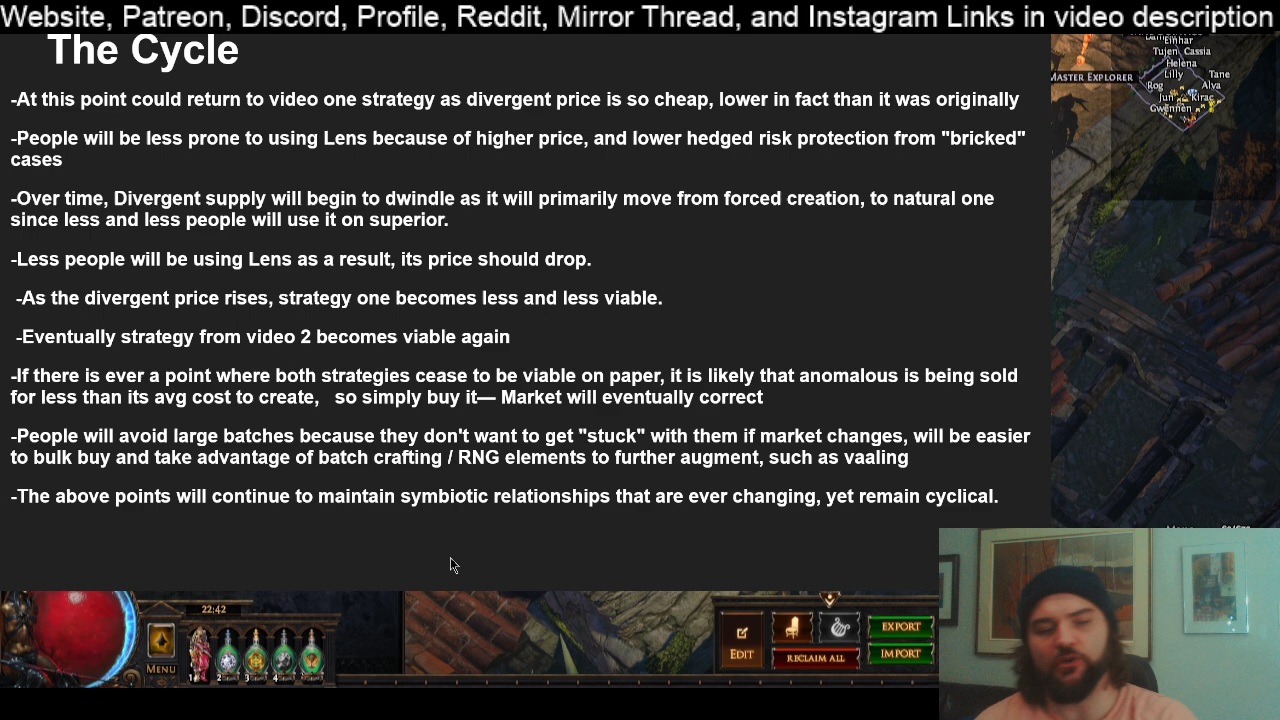 Website, Patreon, Discord, Profile, Reddit, Mirror Thread, and Instagram Links in video description
The Cycle
-At this point could return to video one strategy as divergent price is so cheap, lower in fact than it was originally
-People will be less prone to using Lens because of higher price, and lower hedged risk protection from "bricked"
cases
-Over time, Divergent supply will begin to dwindle as it will primarily move from forced creation, to natural one
since less and less people will use it on superior.
-Less people will be using Lens as a result, its price should drop.
-As the divergent price rises, strategy one becomes less and less viable.
-Eventually strategy from video 2 becomes viable again
-If there is ever a point where both strategies cease to be viable on paper, it is likely that anomalous is being sold
for less than its avg cost to create,   so simply buy it— Market will eventually correct
-People will avoid large batches because they don't want to get "stuck" with them if market changes, will be easier
to bulk buy and take advantage of batch crafting / RNG elements to further augment, such as vaaling
-The above points will continue to maintain symbiotic relationships that are ever changing, yet remain cyclical.
Einhar
Tujen Cassia
Helena
MASTER EXPLORER
Lilly Tane
Rog Alva
Jun Kirac
Gwennen
22:42
MENU
1 2 3 4 5
EDIT
RECLAIM ALL
EXPORT
IMPORT